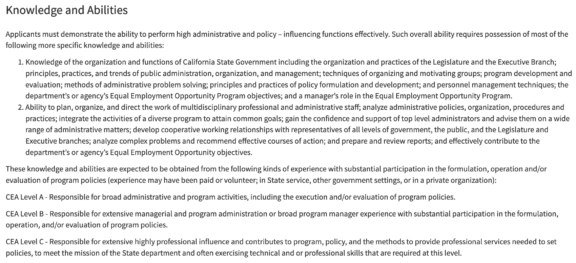 Knowledge and Abilities
Applicants must demonstrate the ability to perform high administrative and policy – influencing functions effectively. Such overall ability requires possession of most of the
following more specific knowledge and abilities:
1. Knowledge of the organization and functions of California State Government including the organization and practices of the Legislature and the Executive Branch;
principles, practices, and trends of public administration, organization, and management; techniques of organizing and motivating groups; program development and
evaluation; methods of administrative problem solving; principles and practices of policy formulation and development; and personnel management techniques; the
department's or agency's Equal Employment Opportunity Program objectives; and a manager's role in the Equal Employment Opportunity Program.
2. Ability to plan, organize, and direct the work of multidisciplinary professional and administrative staff; analyze administrative policies, organization, procedures and
practices; integrate the activities of a diverse program to attain common goals; gain the confidence and support of top level administrators and advise them on a wide
range of administrative matters; develop cooperative working relationships with representatives of all levels of government, the public, and the Legislature and
Executive branches; analyze complex problems and recommend effective courses of action; and prepare and review reports; and effectively contribute to the
department's or agency's Equal Employment Opportunity objectives.
These knowledge and abilities are expected to be obtained from the following kinds of experience with substantial participation in the formulation, operation and/or
evaluation of program policies (experience may have been paid or volunteer; in State service, other government settings, or in a private organization):
CEA Level A - Responsible for broad administrative and program activities, including the execution and/or evaluation of program policies.
CEA Level B - Responsible for extensive managerial and program administration or broad program manager experience with substantial participation in the formulation,
operation, and/or evaluation of program policies.
CEA Level C - Responsible for extensive highly professional influence and contributes to program, policy, and the methods to provide professional services needed to set
policies, to meet the mission of the State department and often exercising technical and or professional skills that are required at this level.